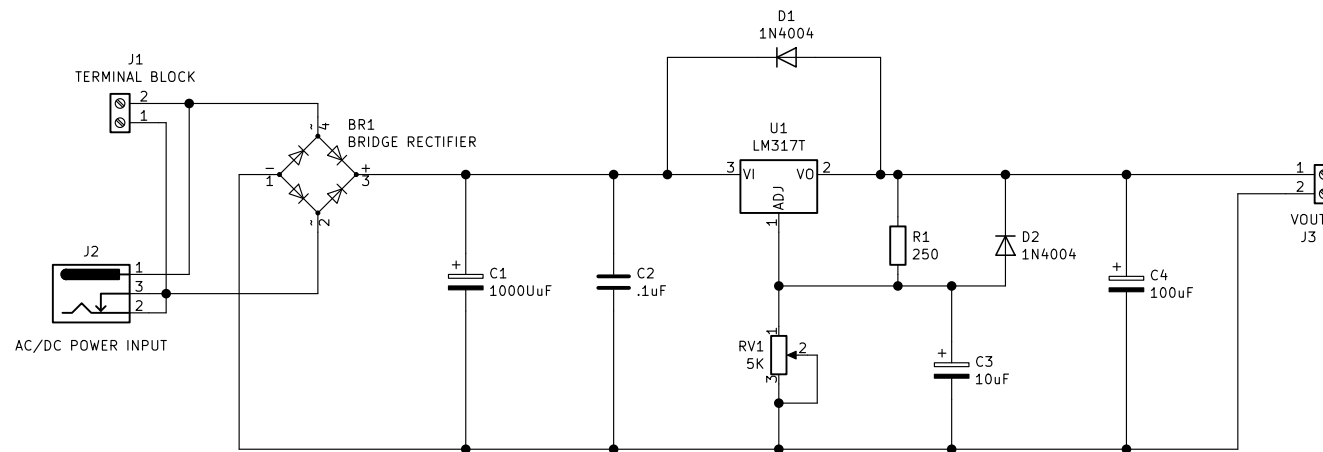 D1
1N4004
J1
TERMINAL BLOCK
2
1
~
4
BR1
BRIDGE RECTIFIER
-
1
+
3
~
2
U1
LM317T
3
VI
VO
2
ADJ
1
1
2
VOUT
J3
J2
1
3
2
AC/DC POWER INPUT
+
C1
1000UuF
C2
.1uF
R1
250
D2
1N4004
+
C4
100uF
RV1
5K
1
2
3
+
C3
10uF